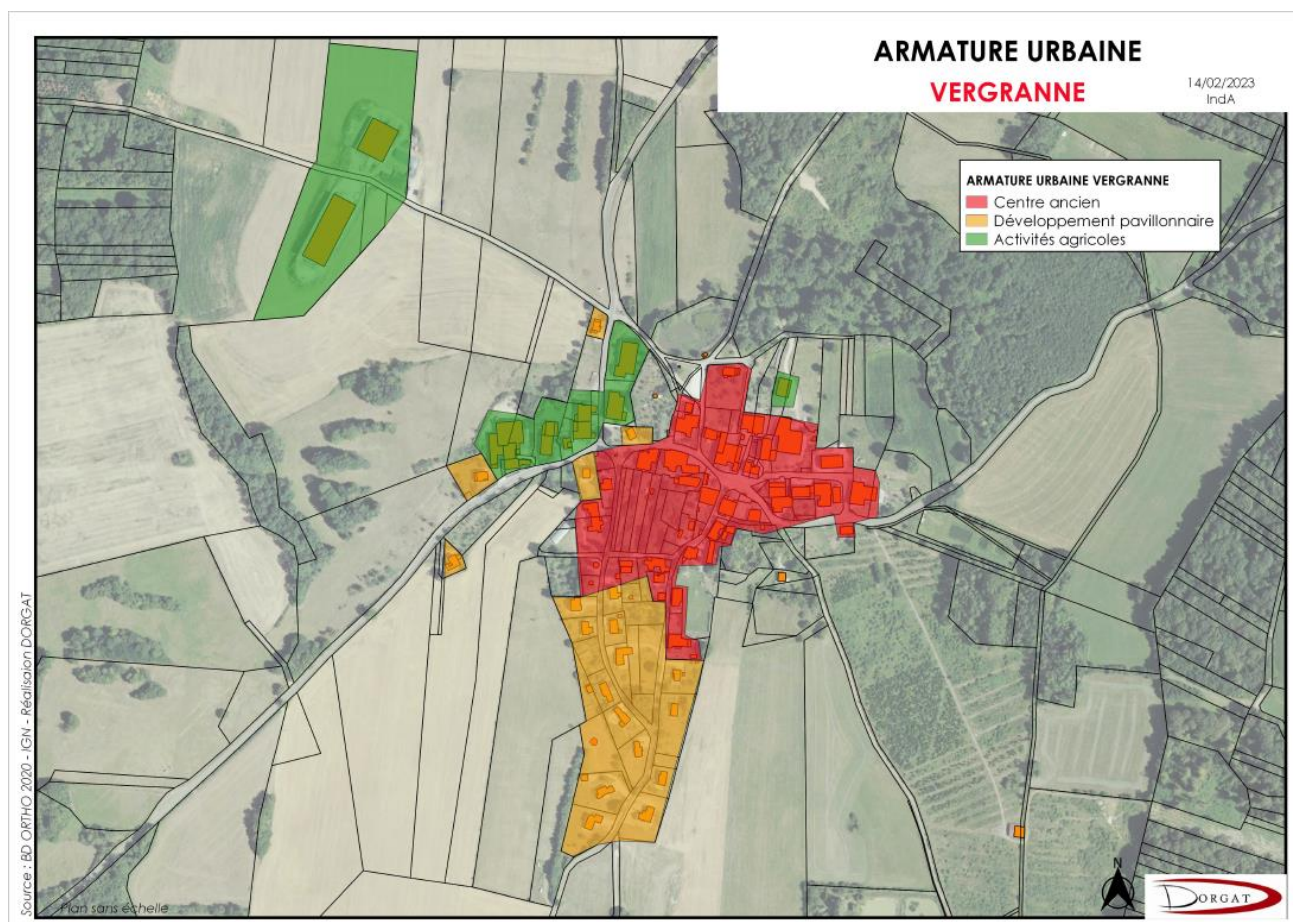 ARMATURE URBAINE
VERGRANNE
14/02/2023
IndA
ARMATURE URBAINE VERGRANNE
Centre ancien
Développement pavillonnaire
Activités agricoles
Source : BD ORTHO 2020 - IGN - Réalisaion DORGAT
Plan sans échelle
N
DORGAT